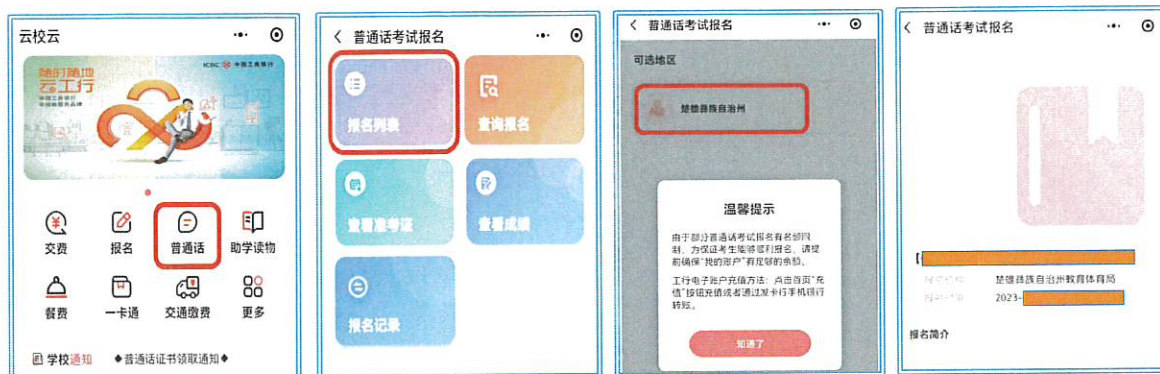 云校云
ICBC 中国工商银行
随时随地
云工行
中国工商银行
交费
报名
普通话
助学读物
餐费
一卡通
交通缴费
更多
学校通知 ◆普通话证书领取通知◆
普通话考试报名
报名列表
查询报名
查看准考证
查看成绩
报名记录
普通话考试报名
可选地区
楚雄彝族自治州
温馨提示
由于部分普通话考试报名有名额限
制，为保证考生能够顺利报名，请提
前确保“我的账户”有足够的余额。
工行电子账户充值方法：点击首页“充
值”按钮充值或者通过发卡行手机银行
转账。
知道了
普通话考试报名
【
楚雄彝族自治州教育体育局
2023-
报名简介